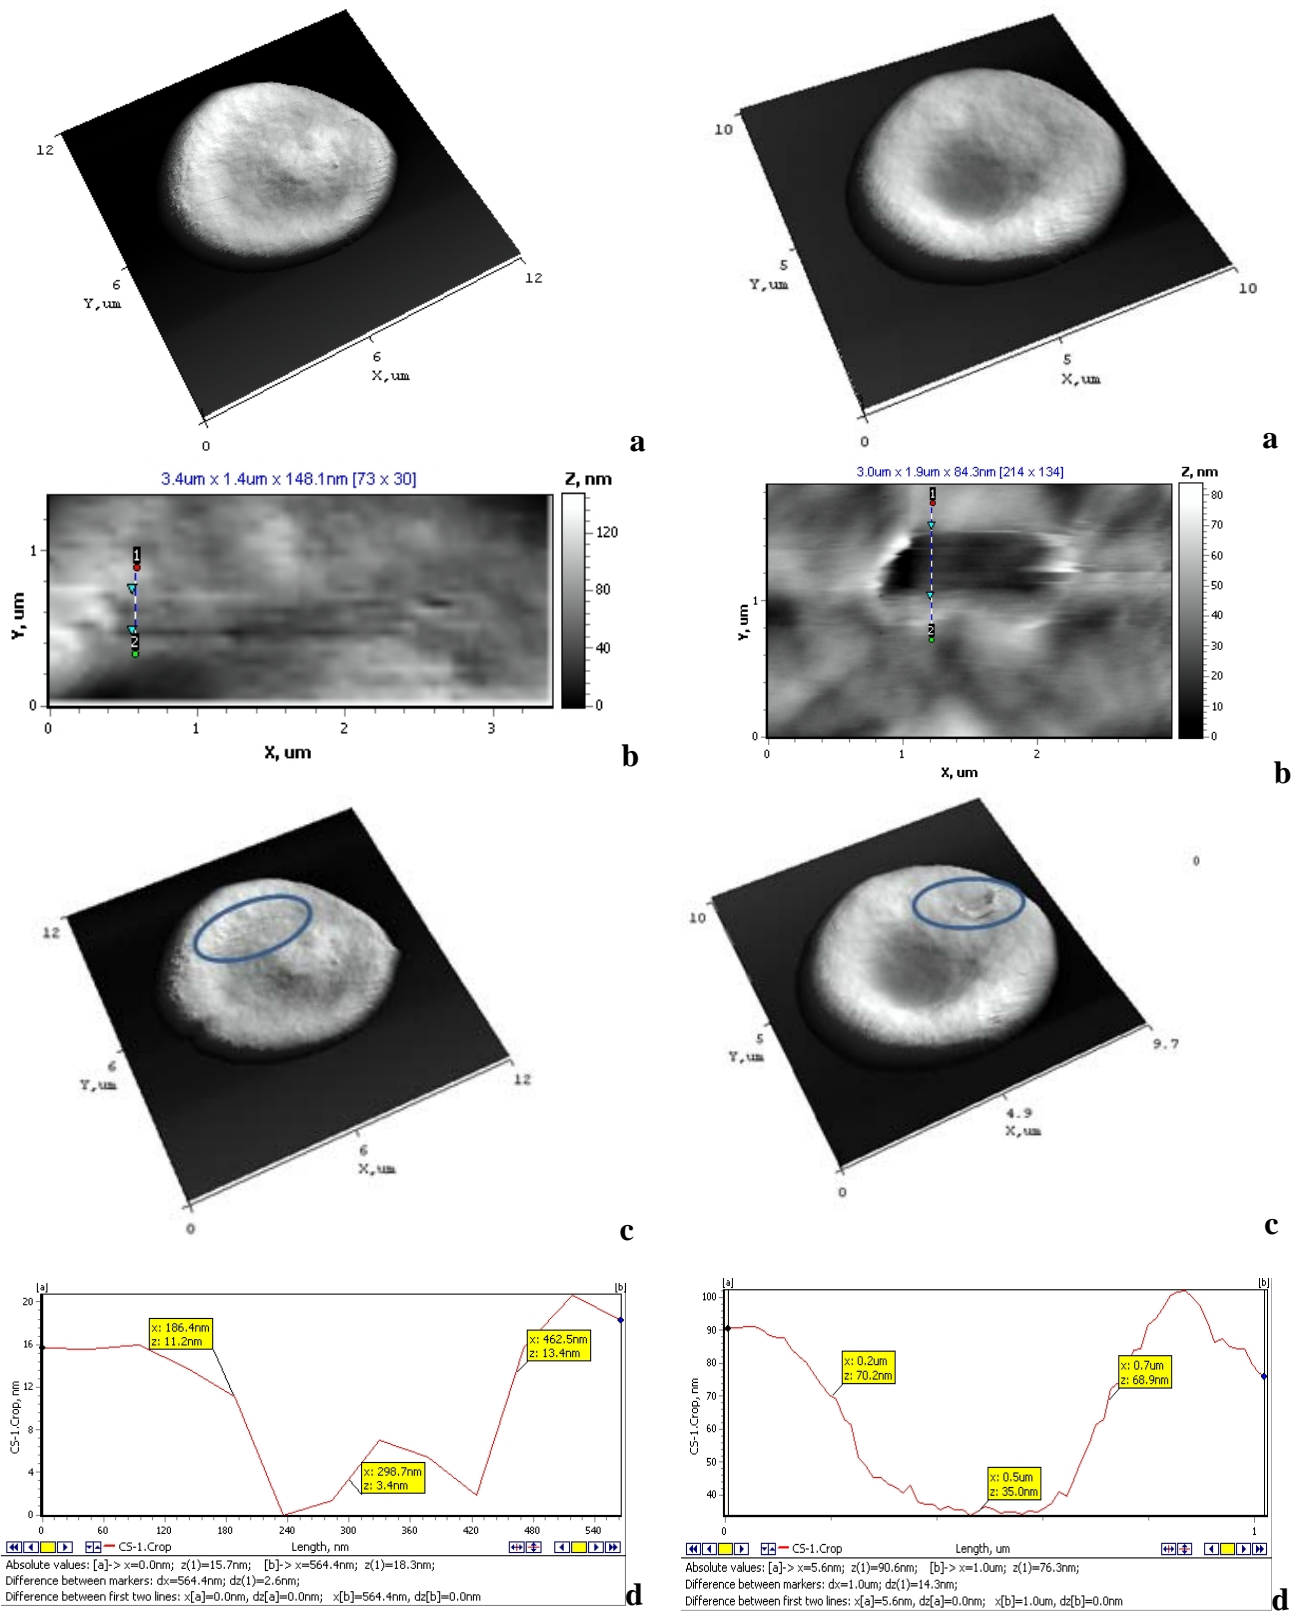 12
6
Y,um
12
6
X,um
0
a
10
5
Y,um
10
5
X,um
0
a
3.4um x 1.4um x 148.1nm [73 x 30]
Z, nm
120
80
40
0
1
0
Y, um
1
2
0
1
2
3
X, um
b
3.0um x 1.9um x 84.3nm [214 x 134]
Z, nm
80
70
60
50
40
30
20
10
0
1
0
Y, um
1
2
0
1
2
X, um
b
12
6
Y,um
12
6
X,um
0
c
0
10
5
Y,um
9.7
4.9
X,um
0
c
[a]
[b]
20
16
12
8
4
0
CS-1.Crop, nm
x: 186.4nm
z: 11.2nm
x: 462.5nm
z: 13.4nm
x: 298.7nm
z: 3.4nm
0 60 120 180 240 300 360 420 480 540
CS-1.Crop
Length, nm
Absolute values: [a]-> x=0.0nm; z(1)=15.7nm; [b]-> x=564.4nm; z(1)=18.3nm;
Difference between markers: dx=564.4nm; dz(1)=2.6nm;
Difference between first two lines: x[a]=0.0nm, dz[a]=0.0nm; x[b]=564.4nm, dz[b]=0.0nm
d
[a]
[b]
100
90
80
70
60
50
40
CS-1.Crop, nm
x: 0.2um
z: 70.2nm
x: 0.7um
z: 68.9nm
x: 0.5um
z: 35.0nm
0
1
CS-1.Crop
Length, um
Absolute values: [a]-> x=5.6nm; z(1)=90.6nm; [b]-> x=1.0um; z(1)=76.3nm;
Difference between markers: dx=1.0um; dz(1)=14.3nm;
Difference between first two lines: x[a]=5.6nm, dz[a]=0.0nm; x[b]=1.0um, dz[b]=0.0nm
d